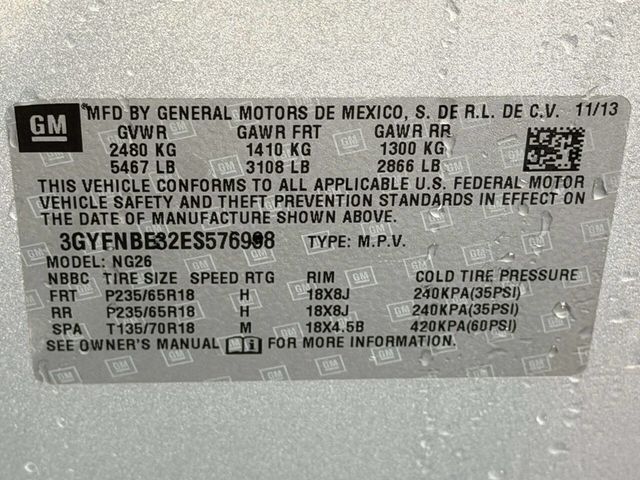 GM MFD BY GENERAL MOTORS DE MEXICO, S. DE R.L. DE C.V. 11/13
GVWR GAWR FRT GAWR RR
2480 KG 1410 KG 1300 KG
5467 LB 3108 LB 2866 LB
THIS VEHICLE CONFORMS TO ALL APPLICABLE U.S. FEDERAL MOTOR
VEHICLE SAFETY AND THEFT PREVENTION STANDARDS IN EFFECT ON
THE DATE OF MANUFACTURE SHOWN ABOVE.
3GYFNBE32ES576998 TYPE: M.P.V.
MODEL: NG26
NBBC TIRE SIZE SPEED RTG RIM COLD TIRE PRESSURE
FRT P235/65R18 H 18X8J 240KPA(35PSI)
RR P235/65R18 H 18X8J 240KPA(35PSI)
SPA T135/70R18 M 18X4.5B 420KPA(60PSI)
SEE OWNER'S MANUAL FOR MORE INFORMATION.